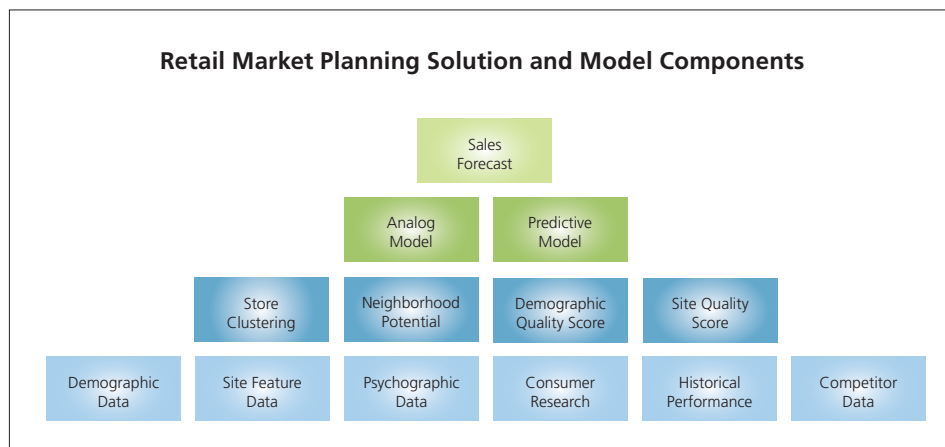 Retail Market Planning Solution and Model Components
Sales
Forecast
Analog
Model
Predictive
Model
Store
Clustering
Neighborhood
Potential
Demographic
Quality Score
Site Quality
Score
Demographic
Data
Site Feature
Data
Psychographic
Data
Consumer
Research
Historical
Performance
Competitor
Data